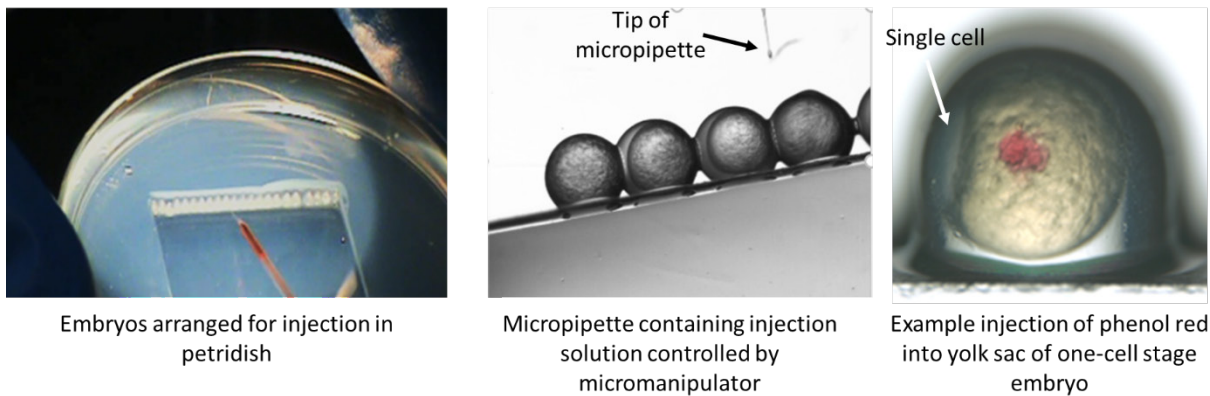 Tip of
micropipette
Single cell
Embryos arranged for injection in
petridish
Micropipette containing injection
solution controlled by
micromanipulator
Example injection of phenol red
into yolk sac of one-cell stage
embryo